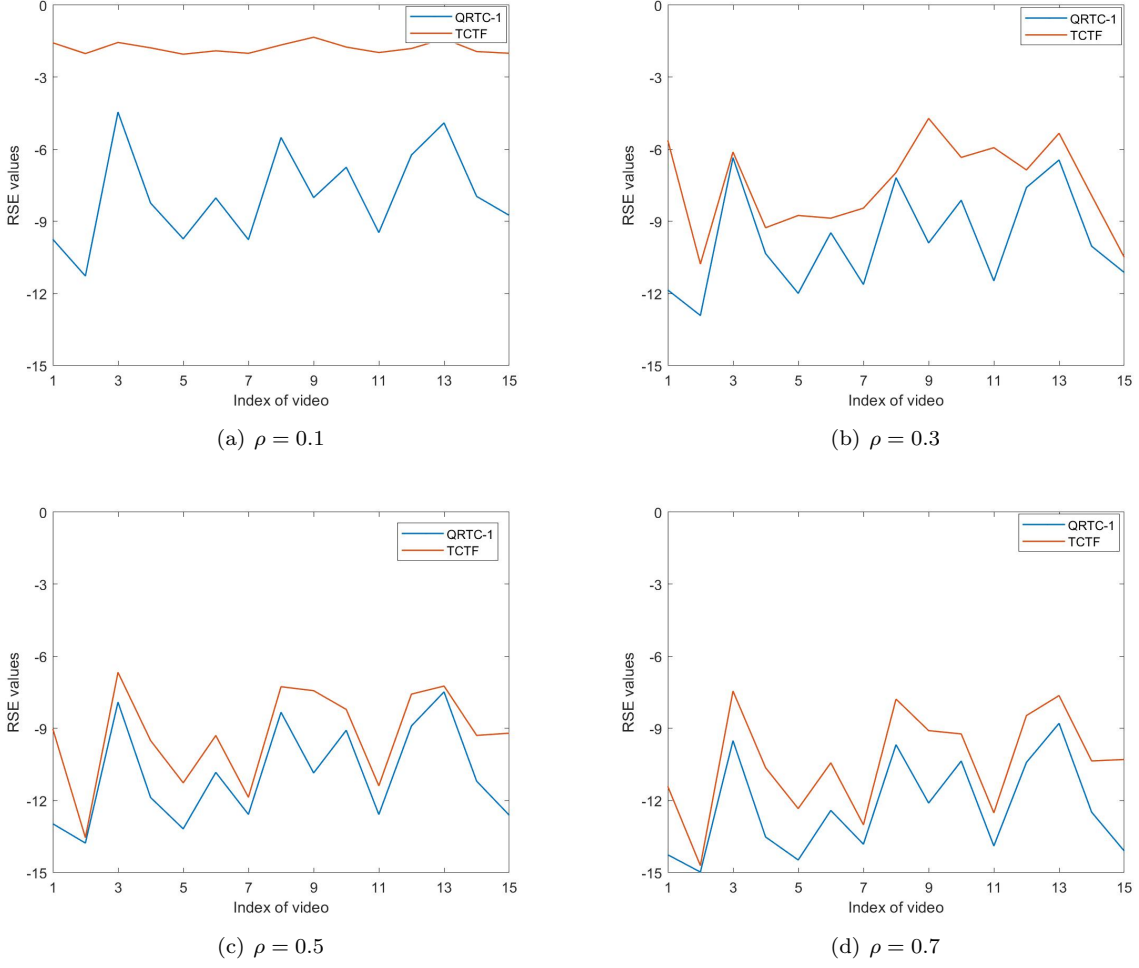 0
-3
-6
-9
-12
-15
RSE values
QRTC-1
TCTF
1 3 5 7 9 11 13 15
Index of video
(a) ρ = 0.1
0
-3
-6
-9
-12
-15
RSE values
QRTC-1
TCTF
1 3 5 7 9 11 13 15
Index of video
(b) ρ = 0.3
0
-3
-6
-9
-12
-15
RSE values
QRTC-1
TCTF
1 3 5 7 9 11 13 15
Index of video
(c) ρ = 0.5
0
-3
-6
-9
-12
-15
RSE values
QRTC-1
TCTF
1 3 5 7 9 11 13 15
Index of video
(d) ρ = 0.7